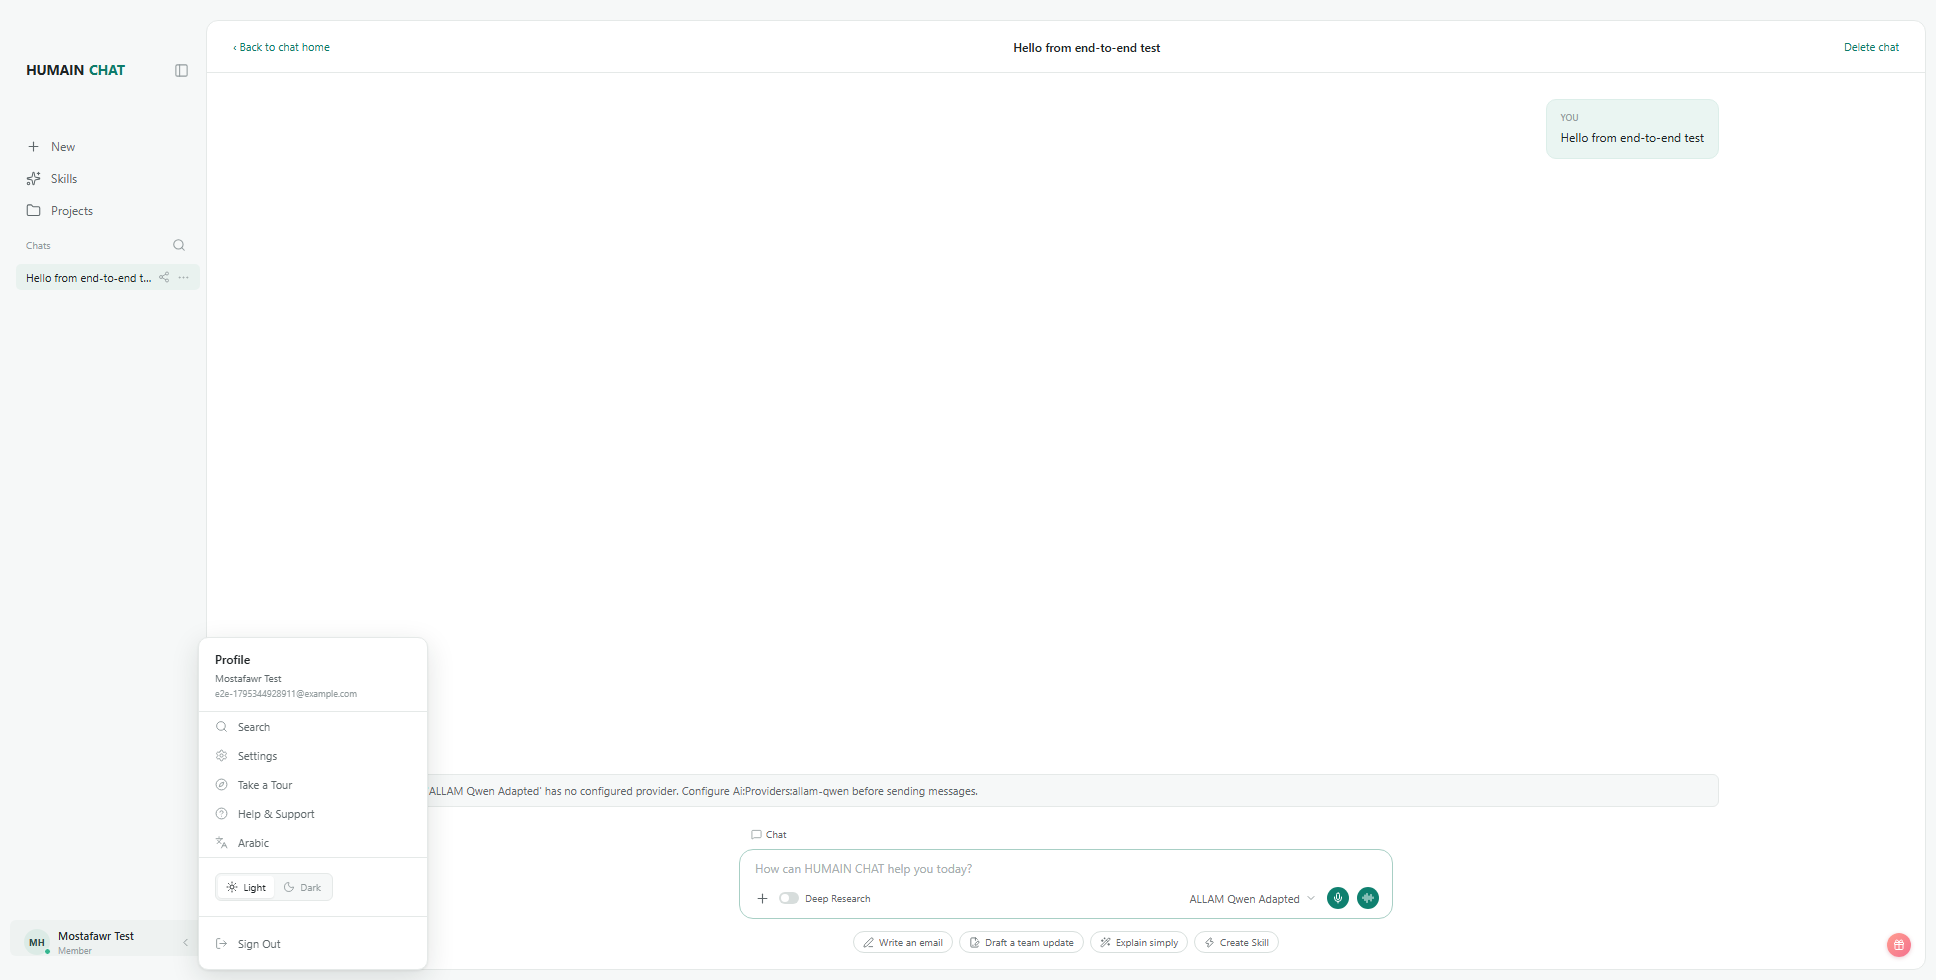 HUMAIN CHAT
New
Skills
Projects
Chats
Hello from end-to-end t...
‹ Back to chat home
Hello from end-to-end test
Delete chat
YOU
Hello from end-to-end test
Profile
Mostafawr Test
e2e-1795344928911@example.com
Search
Settings
Take a Tour
Help & Support
Arabic
Light
Dark
Sign Out
MH
Mostafawr Test
Member
ALLAM Qwen Adapted' has no configured provider. Configure Ai:Providers:allam-qwen before sending messages.
Chat
How can HUMAIN CHAT help you today?
Deep Research
ALLAM Qwen Adapted
Write an email
Draft a team update
Explain simply
Create Skill